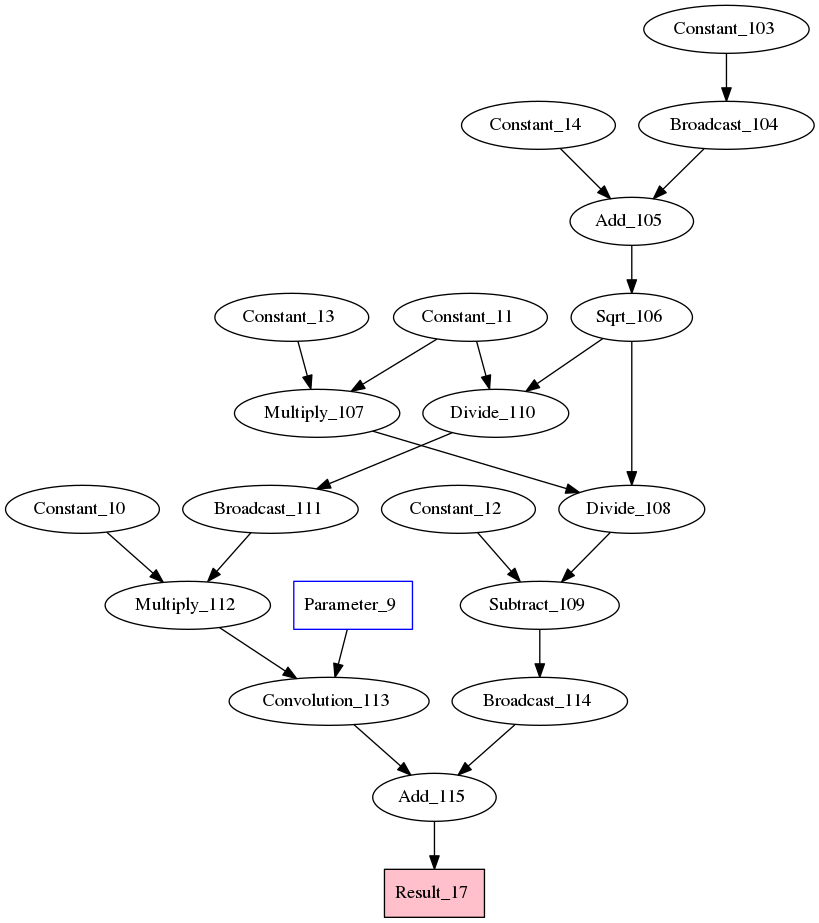 Constant_103
Constant_14
Broadcast_104
Add_105
Constant_13
Constant_11
Sqrt_106
Multiply_107
Divide_110
Constant_10
Broadcast_111
Constant_12
Divide_108
Multiply_112
Parameter_9
Subtract_109
Convolution_113
Broadcast_114
Add_115
Result_17